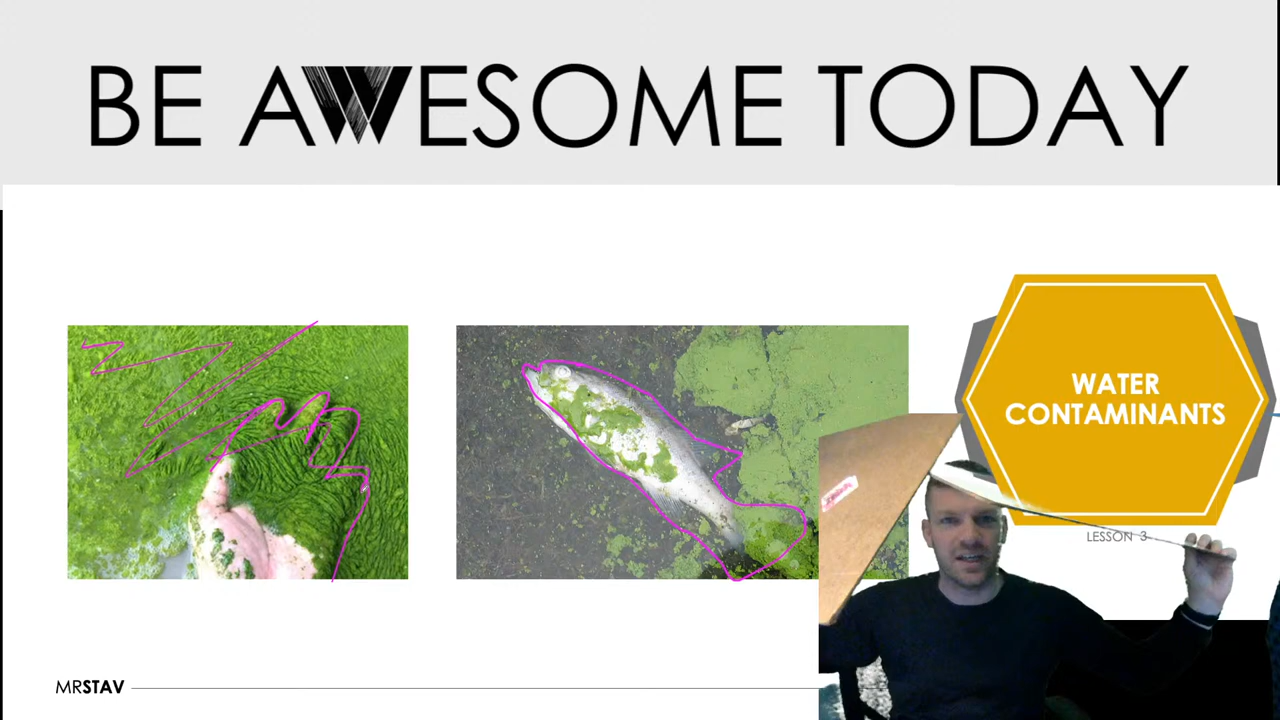 BE AWESOME TODAY
WATER
CONTAMINANTS
LESSON 3
MRSTAV